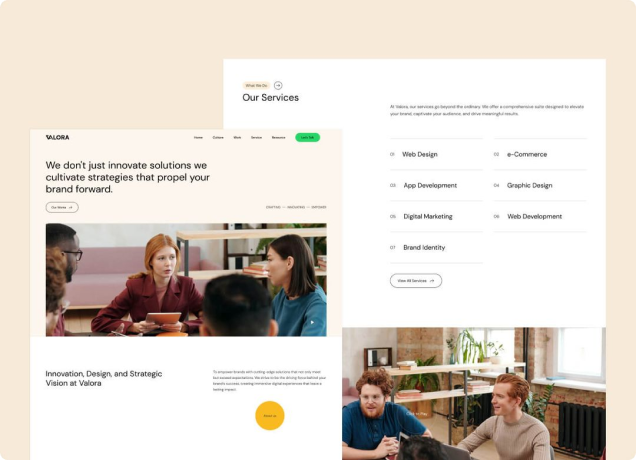 What We Do
Our Services
At Valora, our services go beyond the ordinary. We offer a comprehensive suite designed to elevate
your brand, captivate your audience, and drive meaningful results.
01 Web Design
02 e-Commerce
03 App Development
04 Graphic Design
05 Digital Marketing
06 Web Development
07 Brand Identity
View All Services
VALORA
Home
Work
Service
Resource
We don't just innovate solutions we
cultivate strategies that propel your
brand forward.
Our Works
CRAFTING — INNOVATING — EMPOWER
Innovation, Design, and Strategic
Vision at Valora
To empower brands with cutting-edge solutions that not only meet
but exceed expectations. We strive to be the driving force behind your
brand's success, creating immersive digital experiences that leave a
lasting impact.
About us